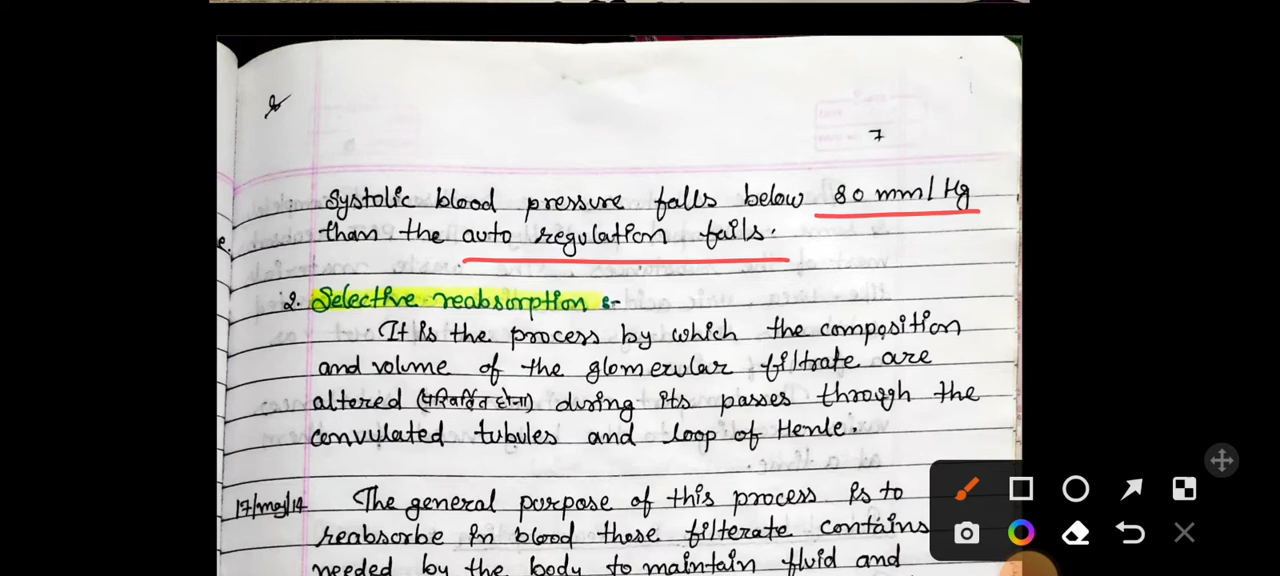 7
Systolic blood pressure falls below 80 mm/Hg
than the auto regulation fails.
2. Selective reabsorption :-
It is the process by which the composition
and volume of the glomerular filtrate are
altered (परिवर्तित होना) during its passes through the
convulated tubules and loop of Henle.
17/may/14 The general purpose of this process is to
reabsorbe in blood those filterate contains
needed by the body to maintain fluid and